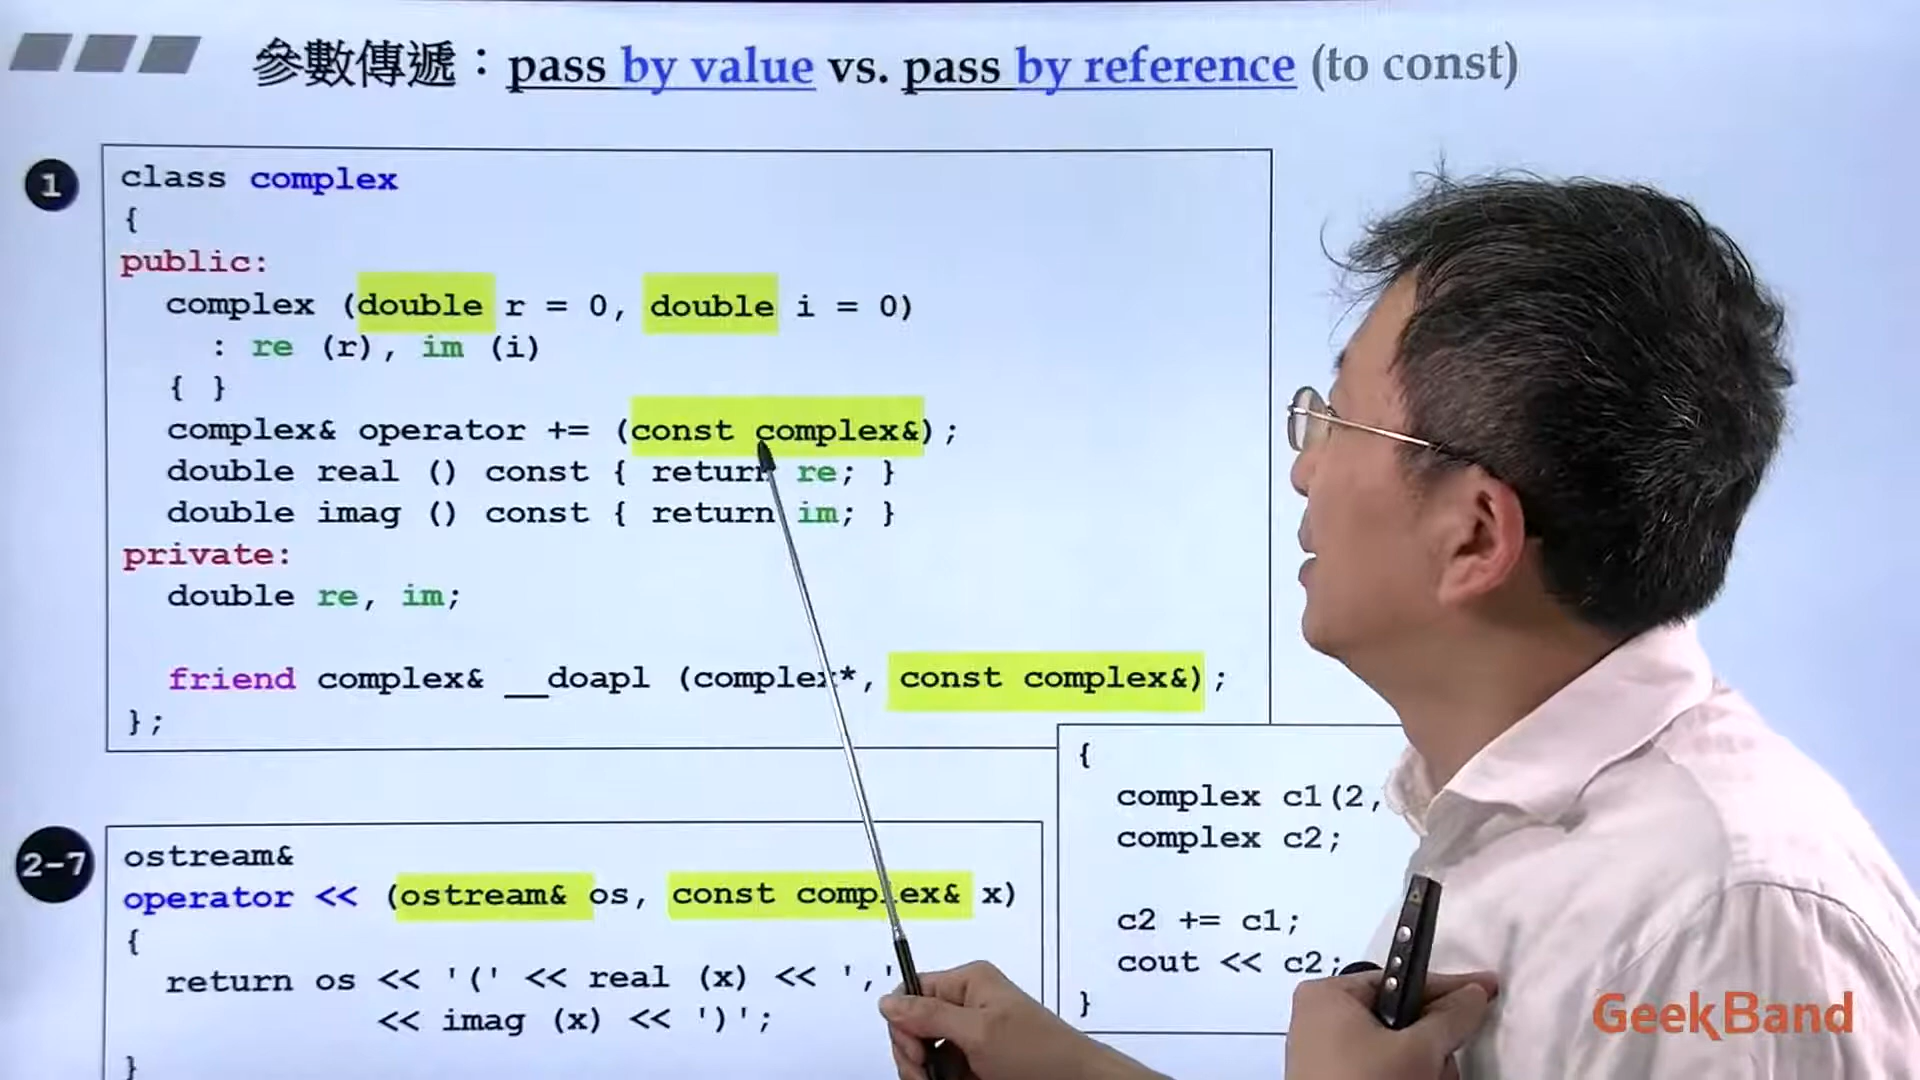 參數傳遞：pass by value vs. pass by reference (to const)
1
class complex
{
public:
complex (double r = 0, double i = 0)
: re (r), im (i)
{ }
complex& operator += (const complex&);
double real () const { return re; }
double imag () const { return im; }
private:
double re, im;
friend complex& __doapl (complex*, const complex&);
};
2-7
ostream&
operator << (ostream& os, const complex& x)
{
return os << '(' << real (x) << ','
<< imag (x) << ')';
}
{
complex c1(2,
complex c2;
c2 += c1;
cout << c2;
}
GeekBand